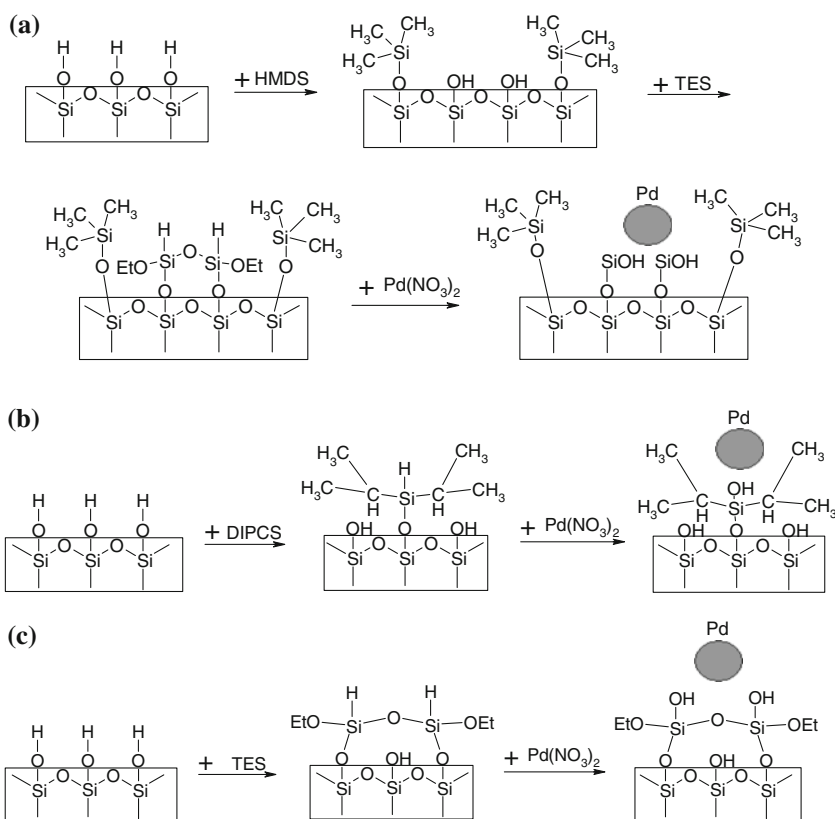 (a)
H H H
O O O
Si O Si O Si
+ HMDS
H₃C CH₃ CH₃
H₃C Si Si CH₃
H₃C CH₃
O OH OH O
Si O Si O Si O Si
+ TES
H₃C CH₃ H₃C CH₃
H₃C Si H H Si CH₃
O EtO Si O Si OEt O CH₃
O O
Si O Si O Si O Si
+ Pd(NO₃)₂
Pd
H₃C CH₃ H₃C CH₃
H₃C Si Si CH₃
O SiOH SiOH O CH₃
O O
Si O Si O Si O Si
(b)
H H H
O O O
Si O Si O Si
+ DIPCS
H₃C H CH₃
H₃C C H Si C H CH₃
OH O OH
Si O Si O Si
+ Pd(NO₃)₂
Pd
H₃C OH CH₃
H₃C C H Si C H CH₃
OH O OH
Si O Si O Si
(c)
H H H
O O O
Si O Si O Si
+ TES
H H
EtO Si O Si OEt
O OH O
Si O Si O Si
+ Pd(NO₃)₂
Pd
OH OH
EtO Si O Si OEt
O OH O
Si O Si O Si